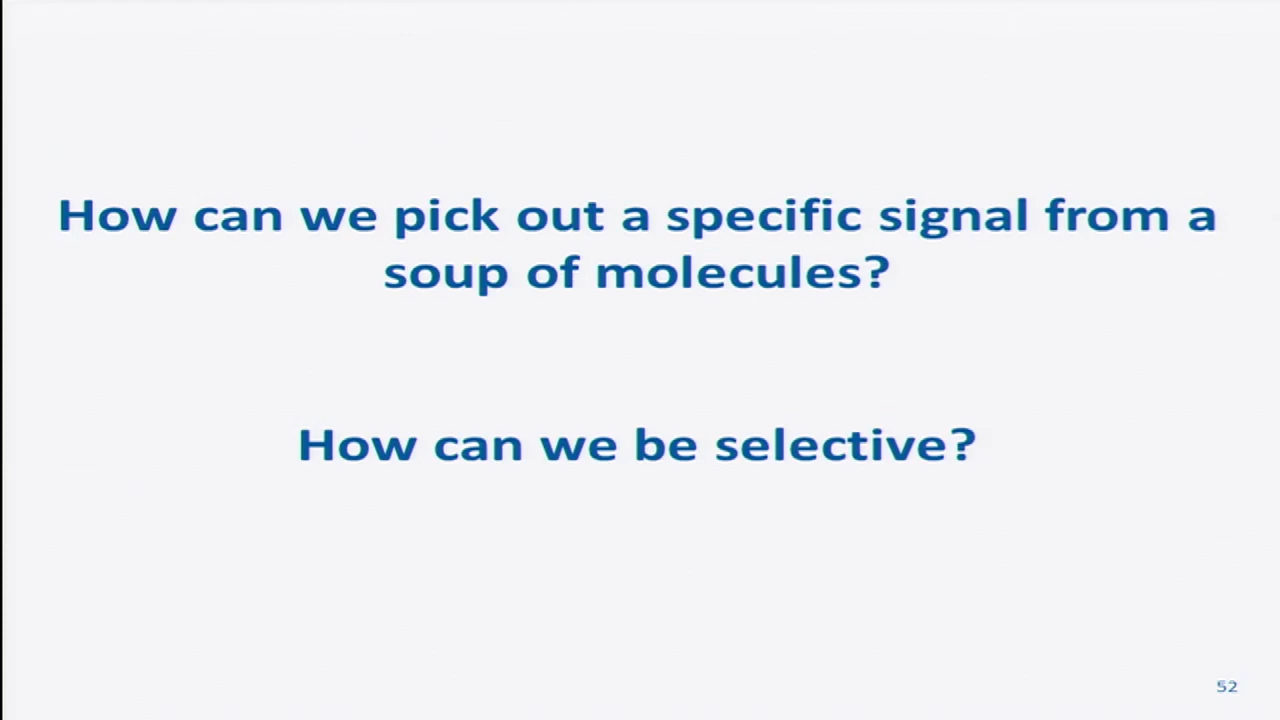 How can we pick out a specific signal from a
soup of molecules?
How can we be selective?
52